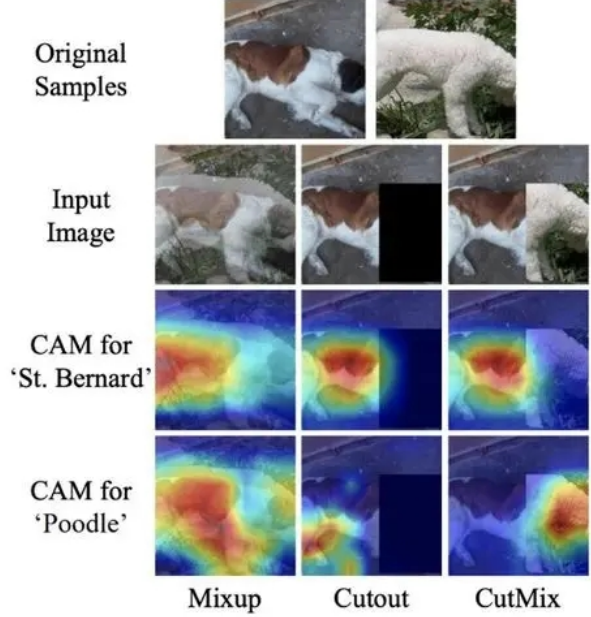 Original
Samples
Input
Image
CAM for
‘St. Bernard’
CAM for
‘Poodle’
Mixup Cutout CutMix